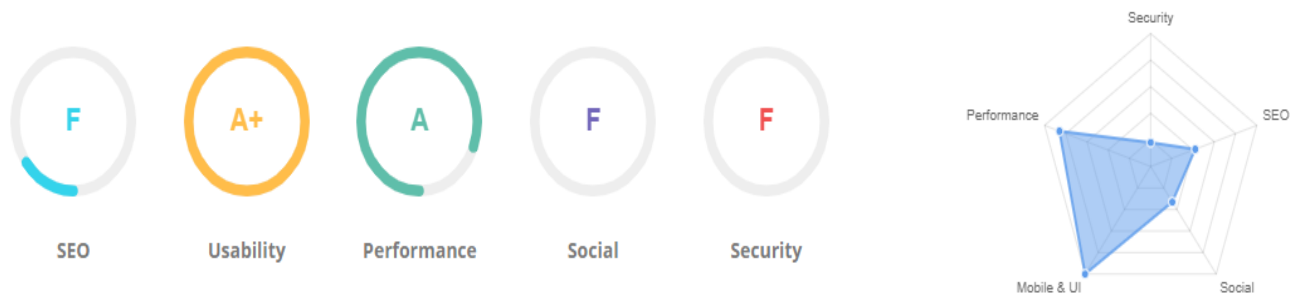 F
A+
A
F
F
SEO
Usability
Performance
Social
Security
Security
Performance
SEO
Mobile & UI
Social